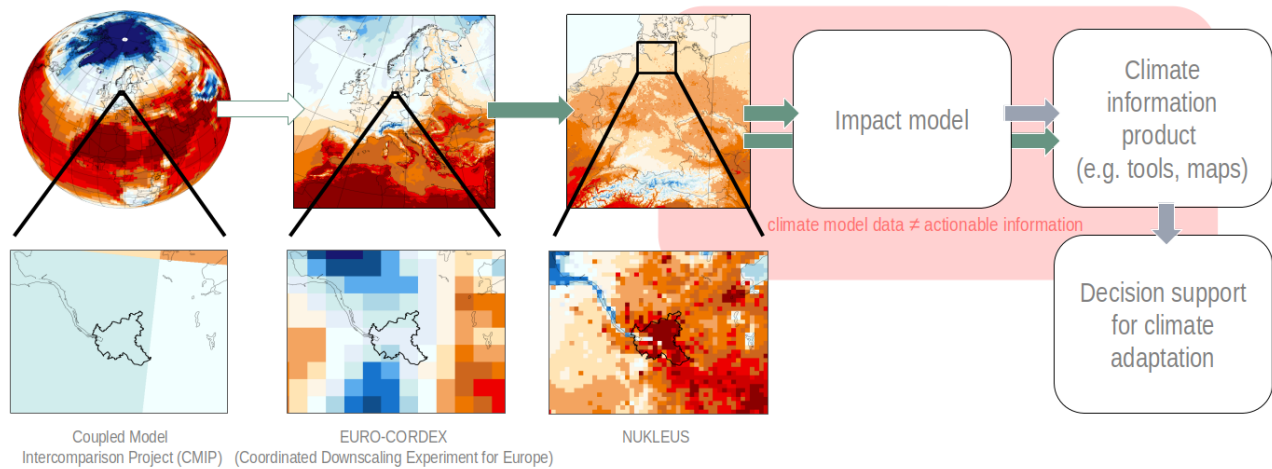 Impact model
Climate
information
product
(e.g. tools, maps)
climate model data ≠ actionable information
Decision support
for climate
adaptation
Coupled Model
Intercomparison Project (CMIP)
EURO-CORDEX
(Coordinated Downscaling Experiment for Europe)
NUKLEUS